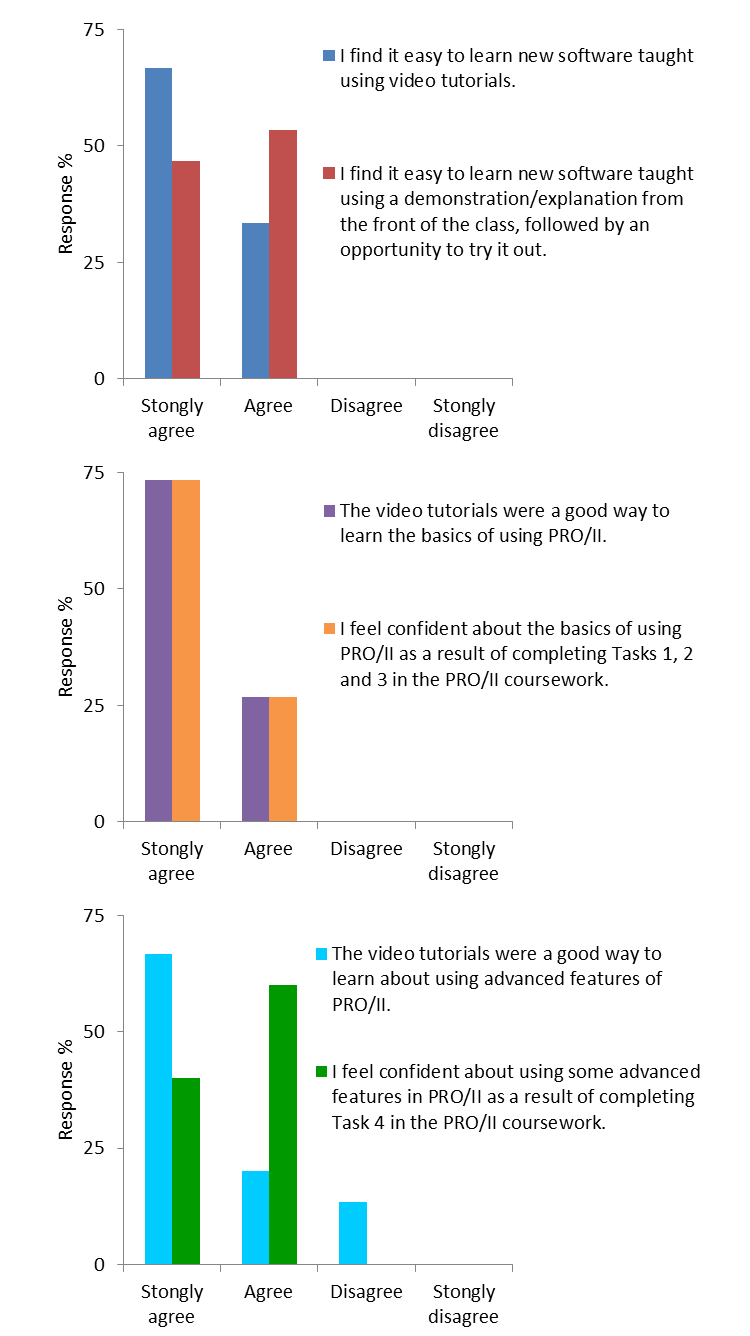 75
50
25
0
Response %
I find it easy to learn new software taught
using video tutorials.
I find it easy to learn new software taught
using a demonstration/explanation from
the front of the class, followed by an
opportunity to try it out.
Stongly
agree
Agree
Disagree
Stongly
disagree
75
50
25
0
Response %
The video tutorials were a good way to
learn the basics of using PRO/II.
I feel confident about the basics of using
PRO/II as a result of completing Tasks 1, 2
and 3 in the PRO/II coursework.
Stongly
agree
Agree
Disagree
Stongly
disagree
75
50
25
0
Response %
The video tutorials were a good way to
learn about using advanced features of
PRO/II.
I feel confident about using some advanced
features in PRO/II as a result of completing
Task 4 in the PRO/II coursework.
Stongly
agree
Agree
Disagree
Stongly
disagree